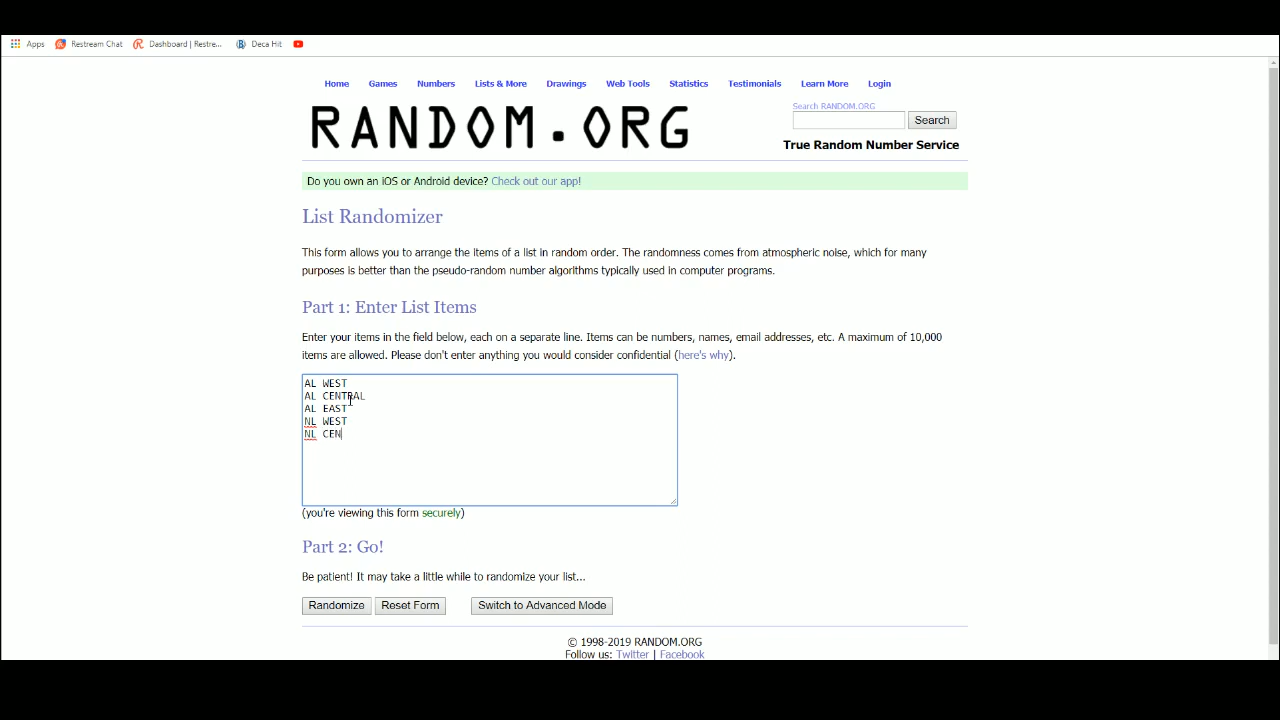 Apps Restream Chat Dashboard | Restre... Deca Hit
Home Games Numbers Lists & More Drawings Web Tools Statistics Testimonials Learn More Login
RANDOM.ORG
Search RANDOM.ORG
Search
True Random Number Service
Do you own an iOS or Android device? Check out our app!
List Randomizer
This form allows you to arrange the items of a list in random order. The randomness comes from atmospheric noise, which for many
purposes is better than the pseudo-random number algorithms typically used in computer programs.
Part 1: Enter List Items
Enter your items in the field below, each on a separate line. Items can be numbers, names, email addresses, etc. A maximum of 10,000
items are allowed. Please don't enter anything you would consider confidential (here's why).
AL WEST
AL CENTRAL
AL EAST
NL WEST
NL CEN
(you're viewing this form securely)
Part 2: Go!
Be patient! It may take a little while to randomize your list...
Randomize Reset Form Switch to Advanced Mode
© 1998-2019 RANDOM.ORG
Follow us: Twitter | Facebook